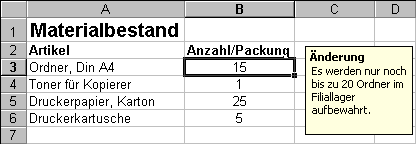 A B C D
1 Materialbestand
2 Artikel Anzahl/Packung
3 Ordner, Din A4 15
4 Toner für Kopierer 1
5 Druckerpapier, Karton 25
6 Druckerkartusche 5
7
Änderung
Es werden nur noch
bis zu 20 Ordner im
Filiallager
aufbewahrt.